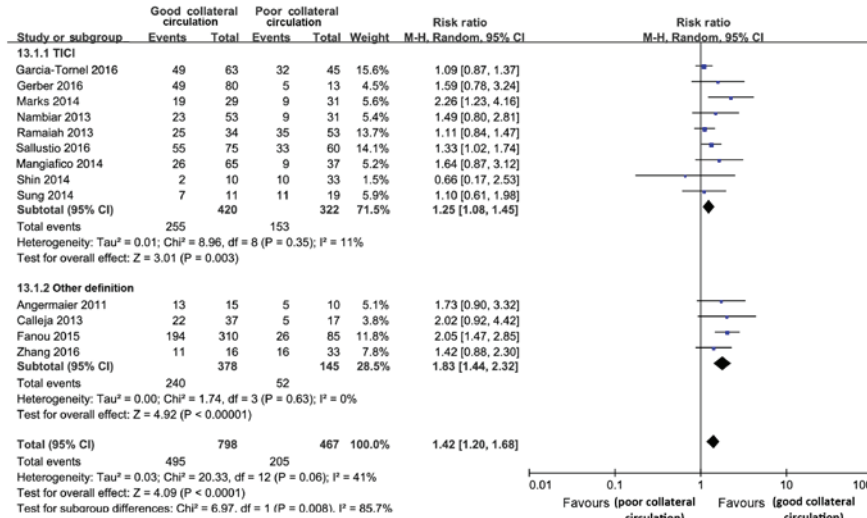 Good collateral Poor collateral
circulation circulation Risk ratio Risk ratio
Study or subgroup Events Total Events Total Weight M-H, Random, 95% CI M-H, Random, 95% CI
13.1.1 TICI
Garcia-Tornel 2016 49 63 32 45 15.6% 1.09 [0.87, 1.37]
Gerber 2016 49 80 5 13 4.5% 1.59 [0.78, 3.24]
Marks 2014 19 29 9 31 5.6% 2.26 [1.23, 4.16]
Nambiar 2013 23 53 9 31 5.0% 1.49 [0.80, 2.81]
Ramaiah 2013 25 34 35 53 13.7% 1.11 [0.84, 1.47]
Sallustio 2016 55 75 33 60 14.1% 1.33 [1.02, 1.74]
Mangiafico 2014 26 65 9 37 5.2% 1.64 [0.87, 3.12]
Shin 2014 2 10 10 33 1.5% 0.66 [0.17, 2.53]
Sung 2014 7 11 11 19 5.9% 1.10 [0.61, 1.98]
Subtotal (95% CI) 420 322 71.5% 1.25 [1.08, 1.45]
Total events 255 153
Heterogeneity: Tau² = 0.01; Chi² = 8.96, df = 8 (P = 0.35); I² = 11%
Test for overall effect: Z = 3.01 (P = 0.003)
13.1.2 Other definition
Angermaier 2011 13 15 5 10 5.1% 1.73 [0.90, 3.32]
Calleja 2013 22 37 5 17 3.8% 2.02 [0.92, 4.42]
Fanou 2015 194 310 26 85 11.8% 2.05 [1.47, 2.85]
Zhang 2016 11 16 16 33 7.8% 1.42 [0.88, 2.30]
Subtotal (95% CI) 378 145 28.5% 1.83 [1.44, 2.32]
Total events 240 52
Heterogeneity: Tau² = 0.00; Chi² = 1.74, df = 3 (P = 0.63); I² = 0%
Test for overall effect: Z = 4.92 (P < 0.00001)
Total (95% CI) 798 467 100.0% 1.42 [1.20, 1.68]
Total events 495 205
Heterogeneity: Tau² = 0.03; Chi² = 20.33, df = 12 (P = 0.06); I² = 41%
Test for overall effect: Z = 4.09 (P < 0.0001)
Test for subgroup differences: Chi² = 6.97, df = 1 (P = 0.008), I² = 85.7%
0.01 0.1 1 10 100
Favours (poor collateral Favours (good collateral
circulation) circulation)